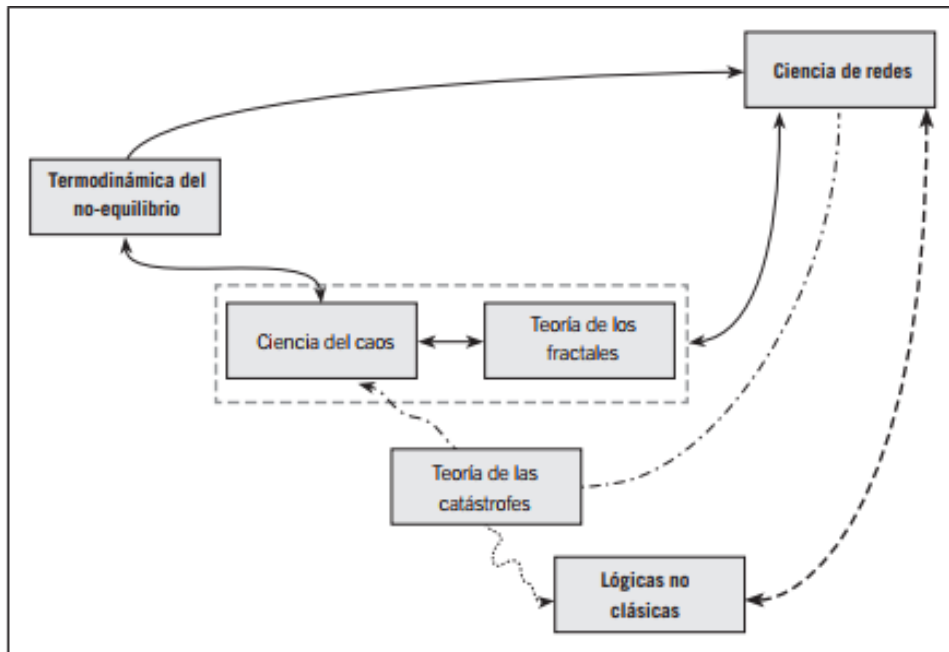 Ciencia de redes
Termodinámica del
no-equilibrio
Ciencia del caos
Teoría de los
fractales
Teoría de las
catástrofes
Lógicas no
clásicas